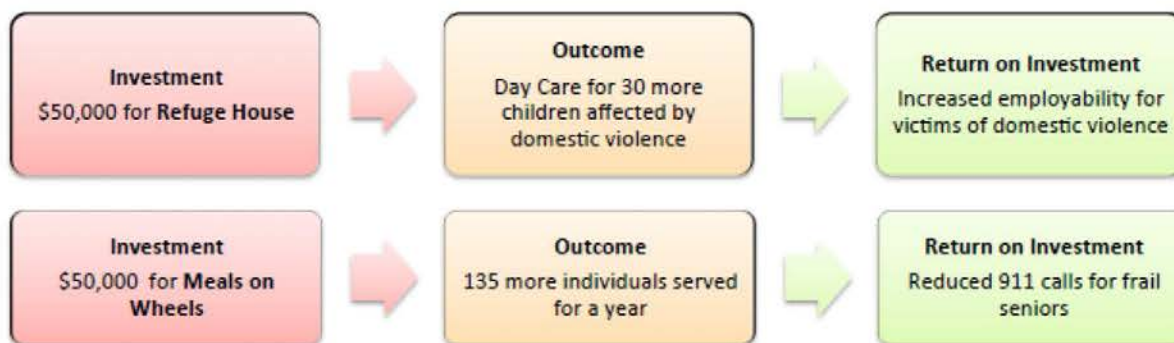 Investment
$50,000 for Refuge House
Outcome
Day Care for 30 more
children affected by
domestic violence
Return on Investment
Increased employability for
victims of domestic violence
Investment
$50,000 for Meals on
Wheels
Outcome
135 more individuals served
for a year
Return on Investment
Reduced 911 calls for frail
seniors